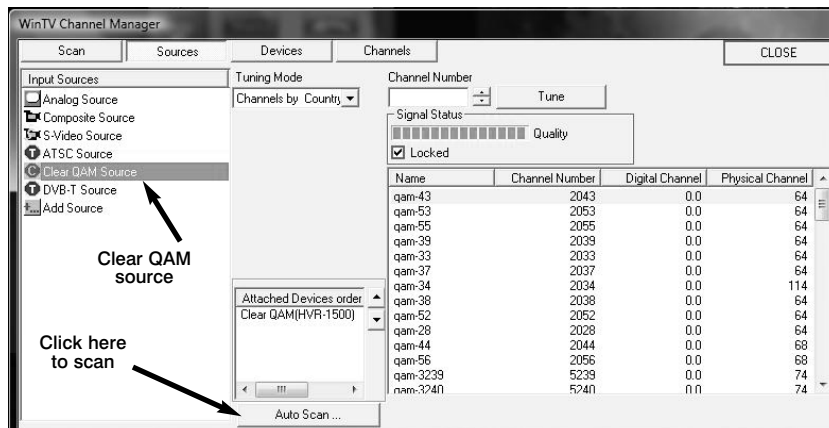 WinTV Channel Manager
Scan Sources Devices Channels CLOSE
Input Sources
Analog Source
Composite Source
S-Video Source
T ATSC Source
C Clear QAM Source
T DVB-T Source
+... Add Source
Clear QAM
source
Click here
to scan
Tuning Mode
Channels by Country
Attached Devices order
Clear QAM(HVR-1500)
Auto Scan ...
Channel Number
Tune
Signal Status
Quality
Locked
Name Channel Number Digital Channel Physical Channel
qam-43 2043 0.0 64
qam-53 2053 0.0 64
qam-55 2055 0.0 64
qam-39 2039 0.0 64
qam-33 2033 0.0 64
qam-37 2037 0.0 64
qam-34 2034 0.0 114
qam-38 2038 0.0 64
qam-52 2052 0.0 64
qam-28 2028 0.0 64
qam-44 2044 0.0 68
qam-56 2056 0.0 68
qam-3239 5239 0.0 74
qam-3240 5240 0.0 74